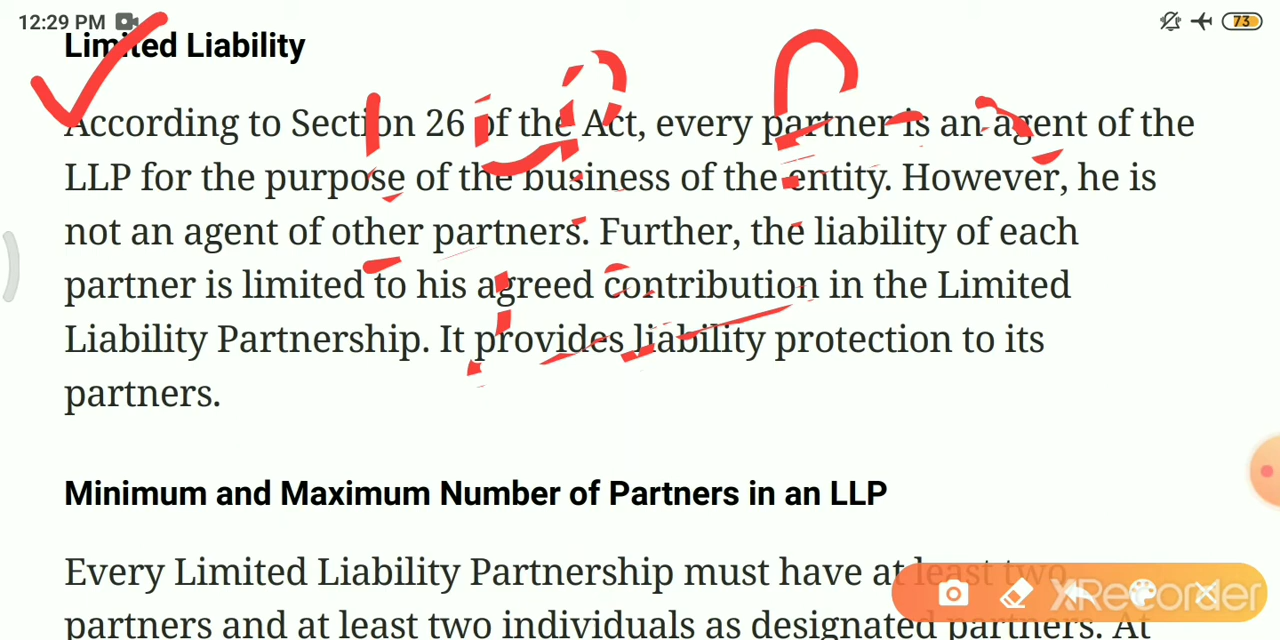 12:29 PM
73
Limited Liability
According to Section 26 of the Act, every partner is an agent of the
LLP for the purpose of the business of the entity. However, he is
not an agent of other partners. Further, the liability of each
partner is limited to his agreed contribution in the Limited
Liability Partnership. It provides liability protection to its
partners.
Minimum and Maximum Number of Partners in an LLP
Every Limited Liability Partnership must have at least two
partners and at least two individuals as designated partners. At
XRecorder